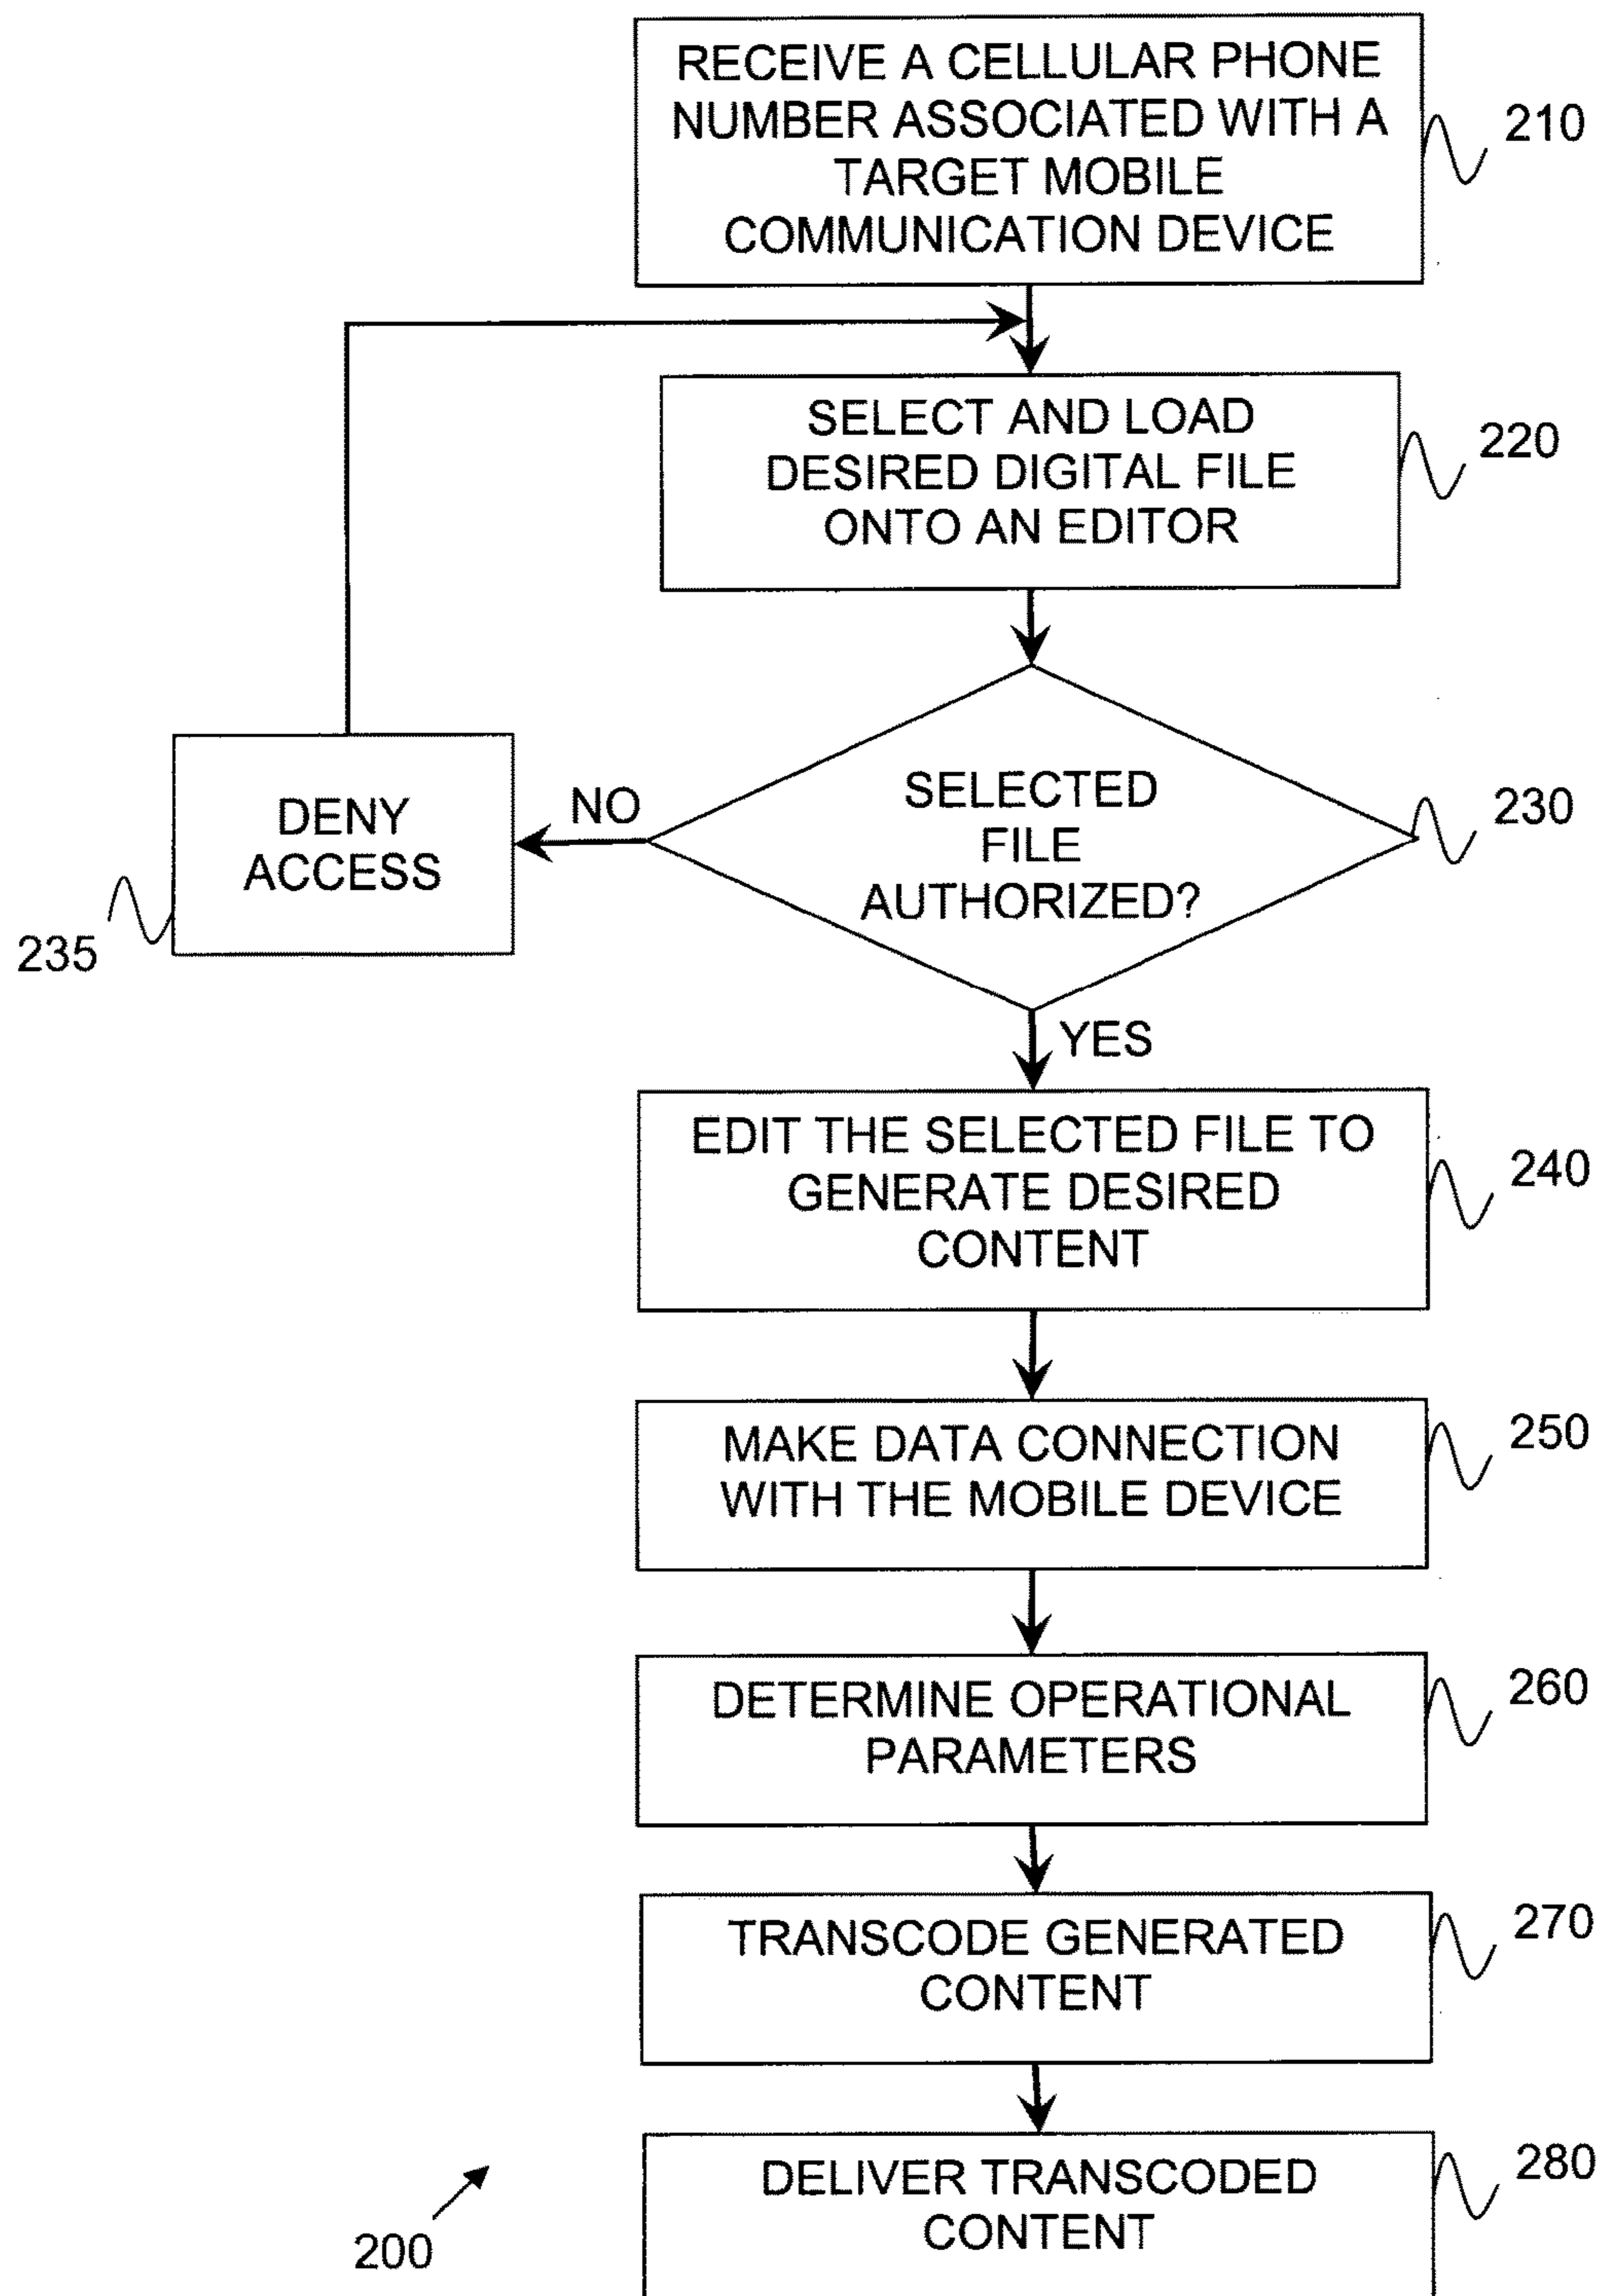 RECEIVE A CELLULAR PHONE
NUMBER ASSOCIATED WITH A
TARGET MOBILE
COMMUNICATION DEVICE
210
SELECT AND LOAD
DESIRED DIGITAL FILE
ONTO AN EDITOR
220
SELECTED
FILE
AUTHORIZED?
230
NO
DENY
ACCESS
235
YES
EDIT THE SELECTED FILE TO
GENERATE DESIRED
CONTENT
240
MAKE DATA CONNECTION
WITH THE MOBILE DEVICE
250
DETERMINE OPERATIONAL
PARAMETERS
260
TRANSCODE GENERATED
CONTENT
270
DELIVER TRANSCODED
CONTENT
280
200